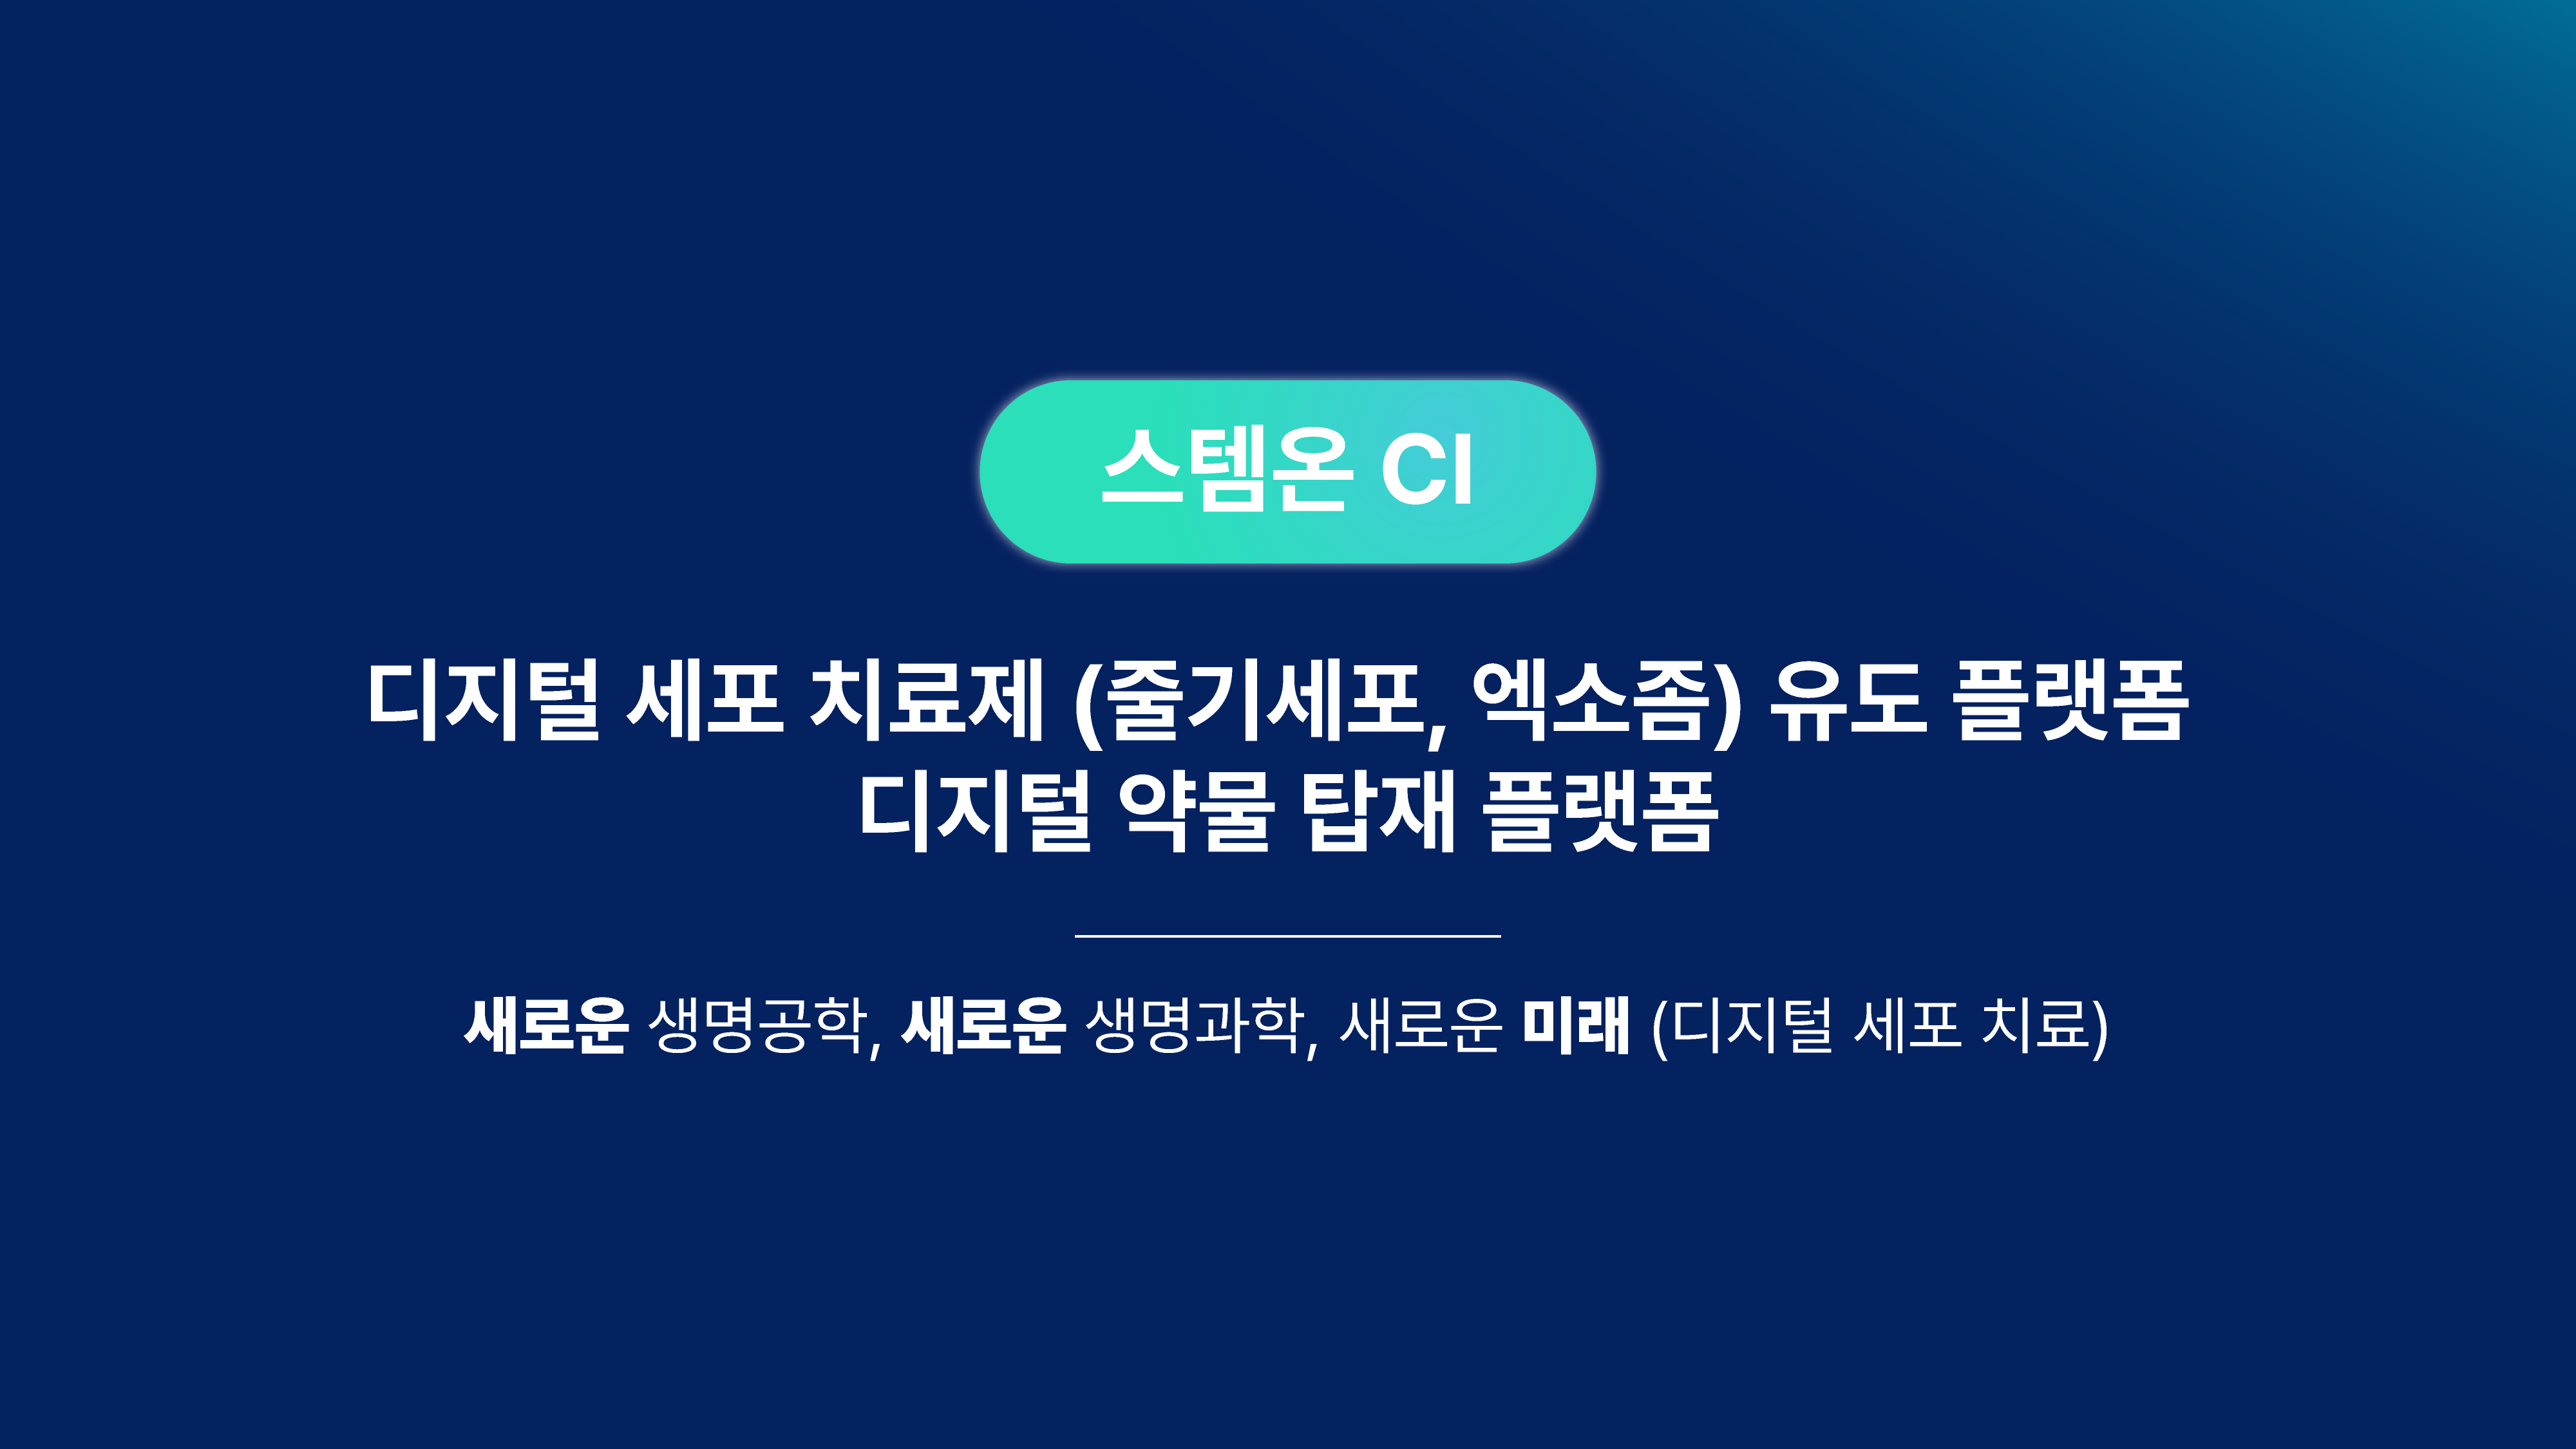 스템온 CI
디지털 세포 치료제 (줄기세포, 엑소좀) 유도 플랫폼
디지털 약물 탑재 플랫폼
새로운 생명공학, 새로운 생명과학, 새로운 미래 (디지털 세포 치료)